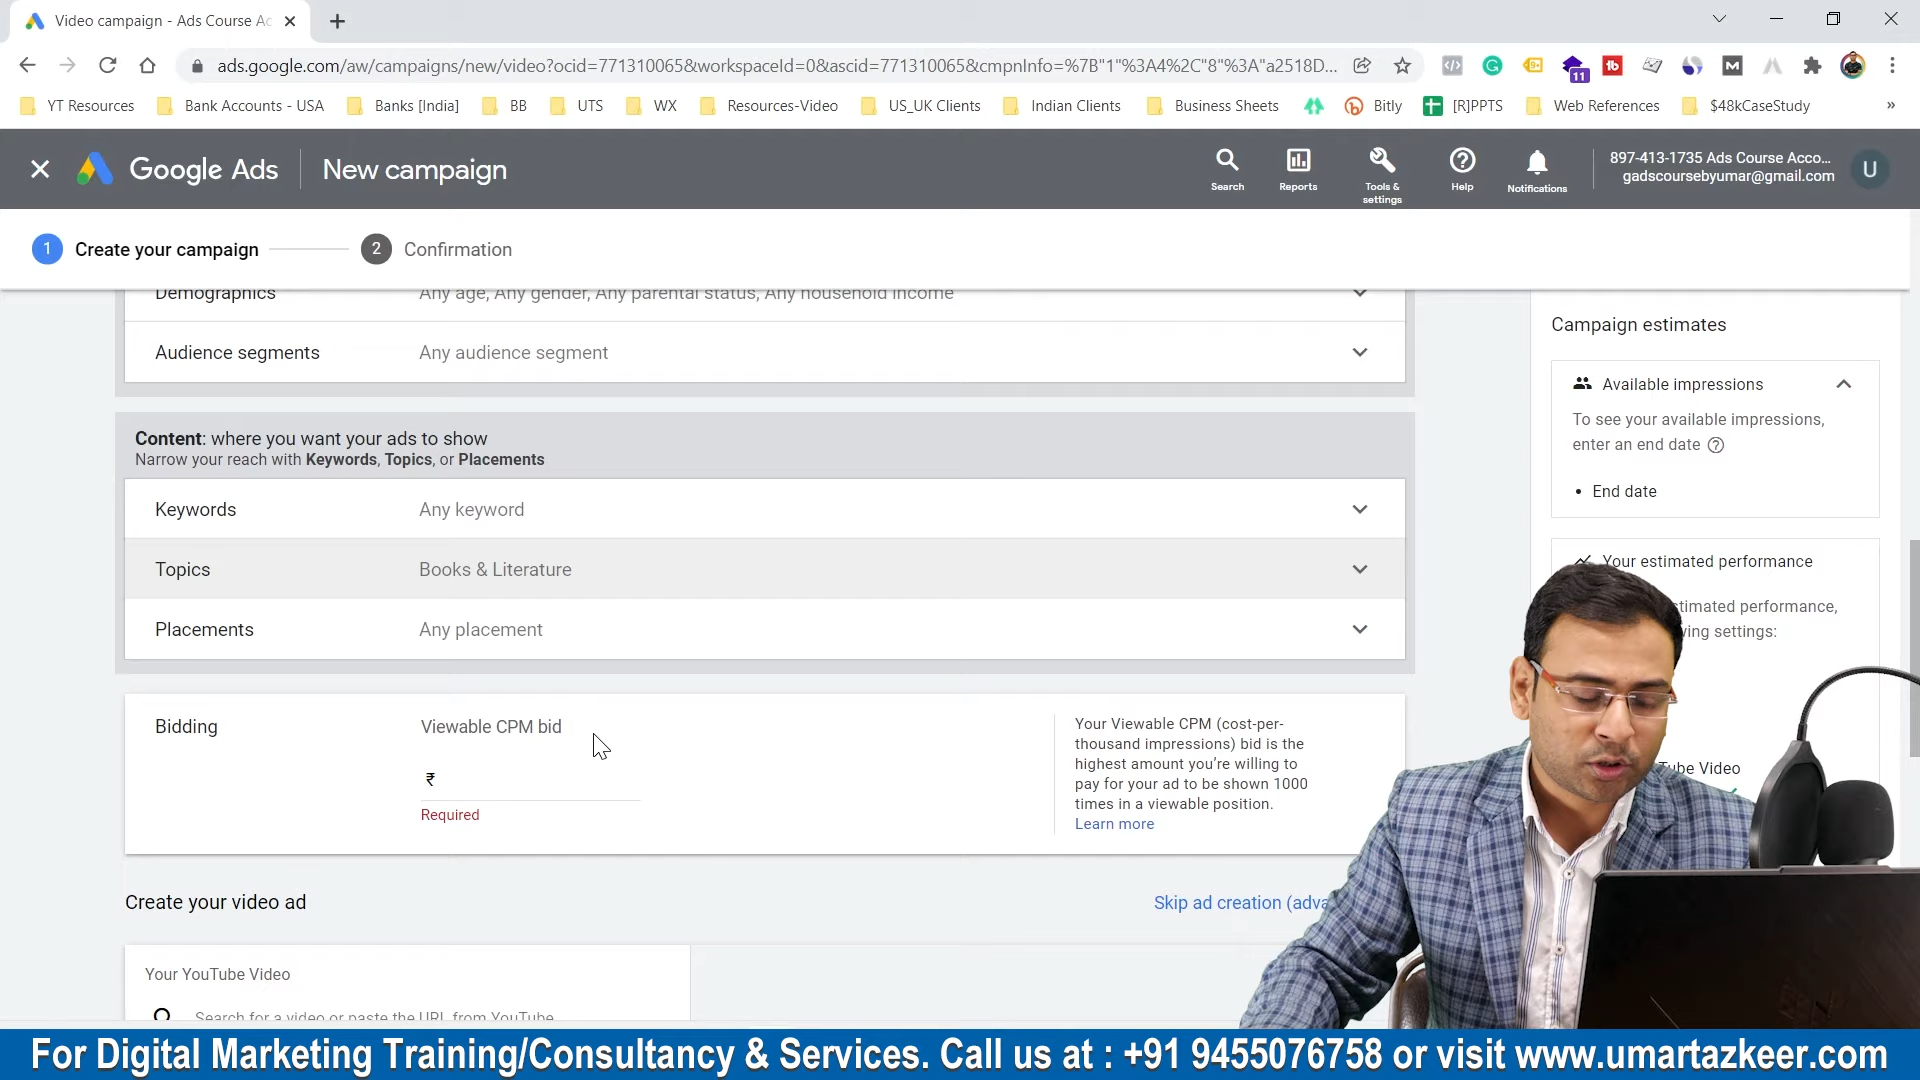 Video campaign - Ads Course Ac
ads.google.com/aw/campaigns/new/video?ocid=771310065&workspaceId=0&ascid=771310065&cmpnInfo=%7B"1"%3A4%2C"8"%3A"a2518D...
11
YT Resources
Bank Accounts - USA
Banks [India]
BB
UTS
WX
Resources-Video
US_UK Clients
Indian Clients
Business Sheets
Bitly
[R]PPTS
Web References
$48kCaseStudy
»
Google Ads
New campaign
Search
Reports
Tools & settings
Help
Notifications
897-413-1735 Ads Course Acco...
gadscoursebyumar@gmail.com
U
1 Create your campaign
2 Confirmation
Demographics
Any age, Any gender, Any parental status, Any household income
Audience segments
Any audience segment
Content: where you want your ads to show
Narrow your reach with Keywords, Topics, or Placements
Keywords
Any keyword
Topics
Books & Literature
Placements
Any placement
Bidding
Viewable CPM bid
₹
Required
Your Viewable CPM (cost-per-
thousand impressions) bid is the
highest amount you're willing to
pay for your ad to be shown 1000
times in a viewable position.
Learn more
Create your video ad
Skip ad creation
Your YouTube Video
Search for a video or paste the URL from YouTube
Campaign estimates
Available impressions
To see your available impressions,
enter an end date
• End date
Your estimated performance
performance,
settings:
Video
For Digital Marketing Training/Consultancy & Services. Call us at : +91 9455076758 or visit www.umartazkeer.com